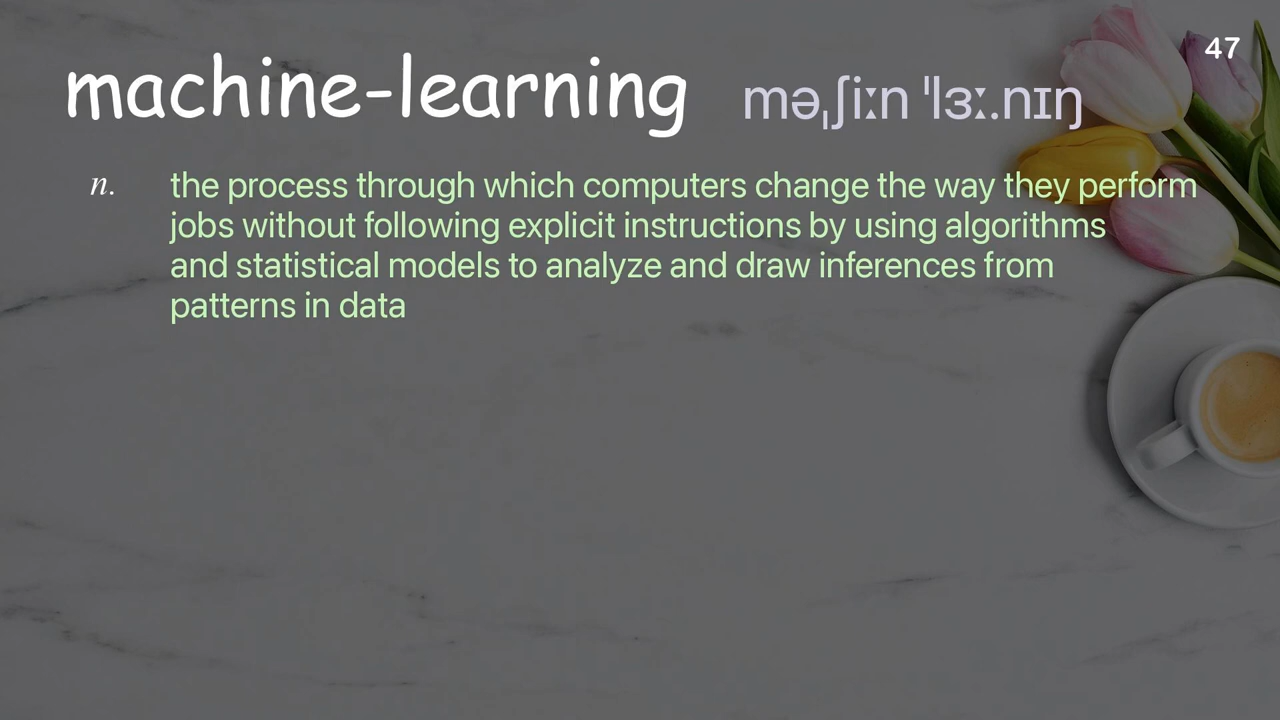 47
machine-learning məˌʃiːn ˈlɜː.nɪŋ
n. the process through which computers change the way they perform
jobs without following explicit instructions by using algorithms
and statistical models to analyze and draw inferences from
patterns in data